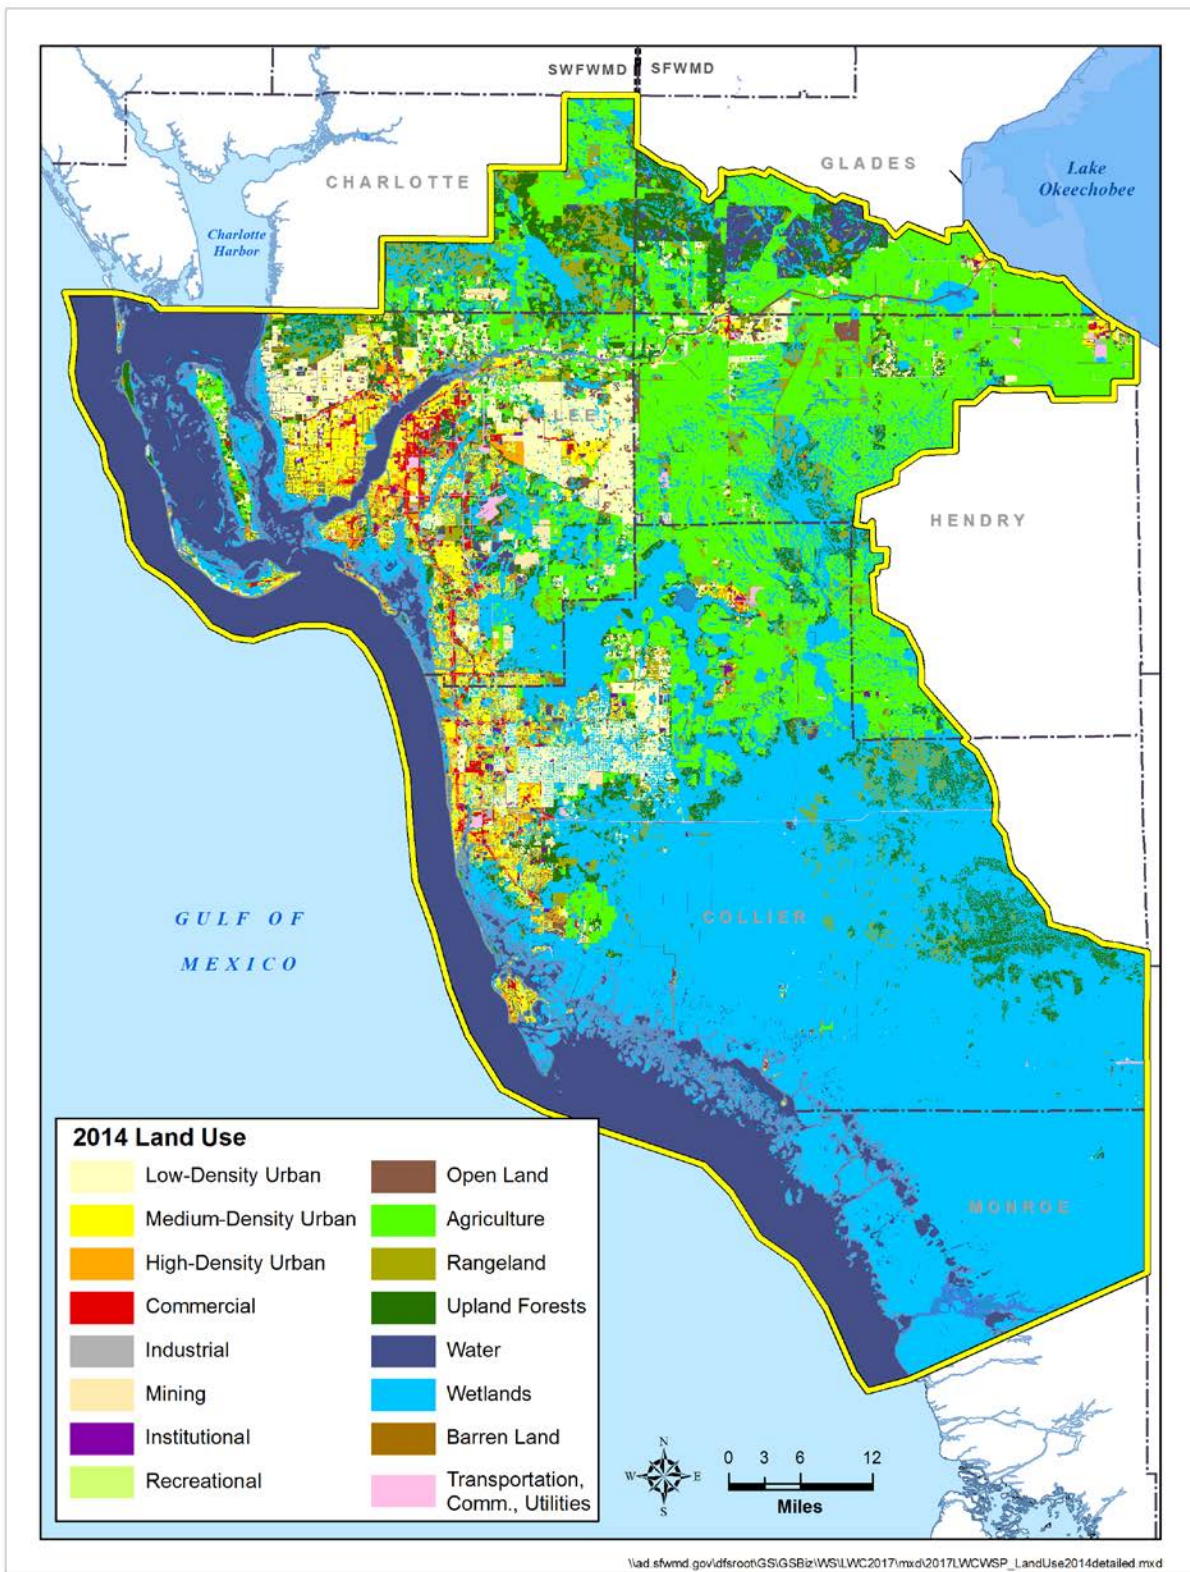 SWFWMD SFWMD
GLADES
CHARLOTTE
Lake
Okeechobee
Charlotte
Harbor
LEE
HENDRY
GULF OF
MEXICO
COLLIER
MONROE
2014 Land Use
Low-Density Urban
Medium-Density Urban
High-Density Urban
Commercial
Industrial
Mining
Institutional
Recreational
Open Land
Agriculture
Rangeland
Upland Forests
Water
Wetlands
Barren Land
Transportation,
Comm., Utilities
N
W E
S
0 3 6 12
Miles
\\ad.sfwmd.gov\dfsroot\GS\GSBiz\WS\LWC2017\mxd\2017LWCWSP_LandUse2014detailed.mxd